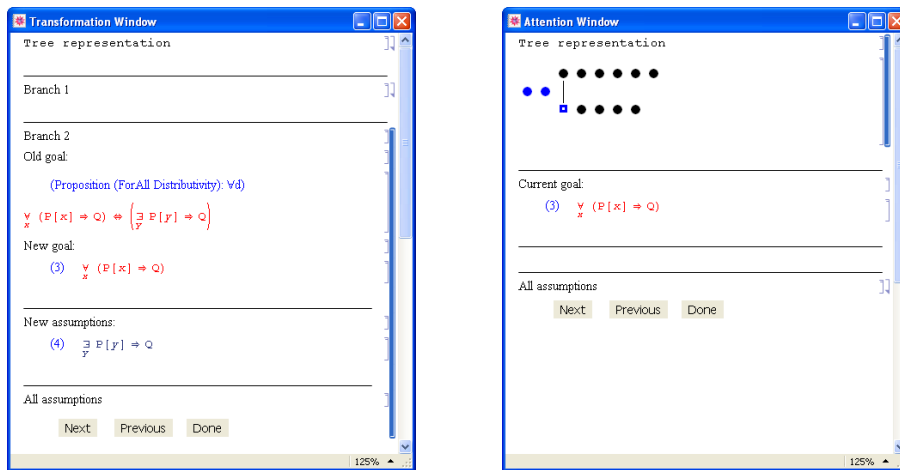 Transformation Window
Tree representation
Branch 1
Branch 2
Old goal:
(Proposition (ForAll Distributivity): ∀d)
∀x (P[x] ⇒ Q) ⇔ (∃y P[y] ⇒ Q)
New goal:
(3) ∀x (P[x] ⇒ Q)
New assumptions:
(4) ∃y P[y] ⇒ Q
All assumptions
Next Previous Done
125%
Attention Window
Tree representation
Current goal:
(3) ∀x (P[x] ⇒ Q)
All assumptions
Next Previous Done
125%